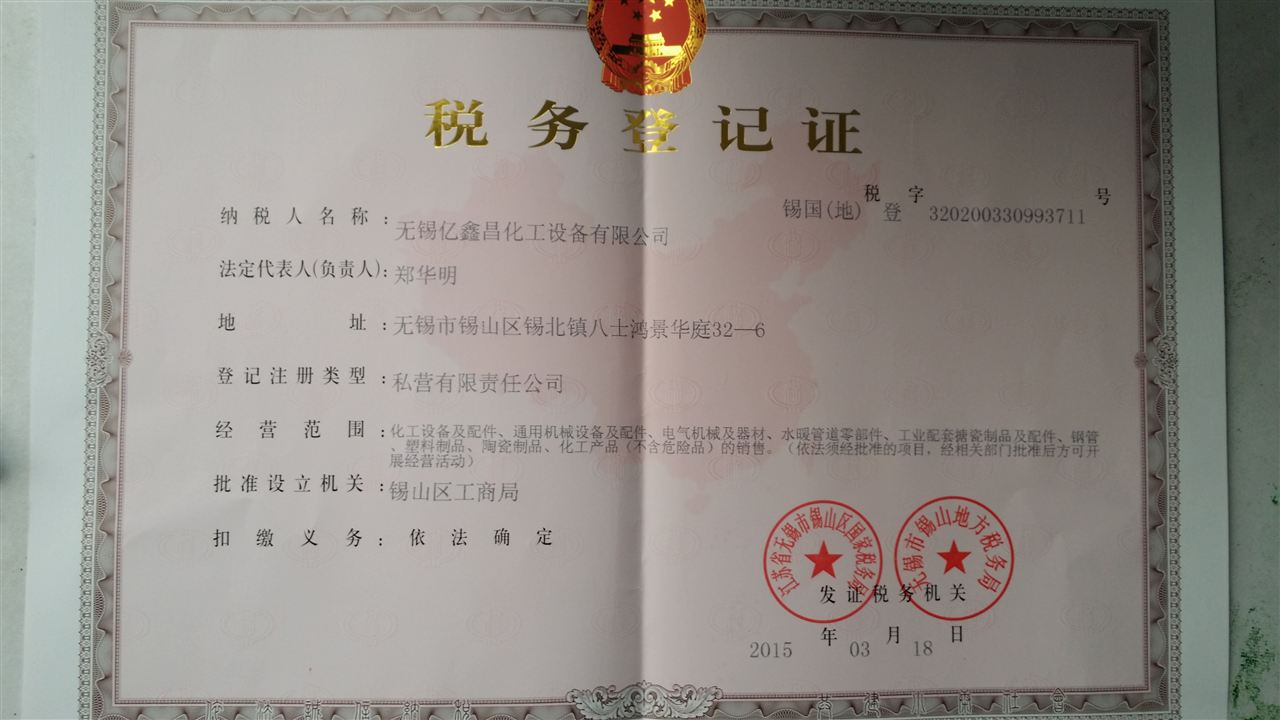 税务登记证
锡国(地)税字登 320200330993711 号
纳税人名称：无锡亿鑫昌化工设备有限公司
法定代表人(负责人)：郑华明
地址：无锡市锡山区锡北镇八士鸿景华庭32—6
登记注册类型：私营有限责任公司
经营范围：化工设备及配件、通用机械设备及配件、电气机械及器材、水暖管道零部件、工业配套搪瓷制品及配件、钢管
、塑料制品、陶瓷制品、化工产品（不含危险品）的销售。（依法须经批准的项目，经相关部门批准后方可开
展经营活动）
批准设立机关：锡山区工商局
扣缴义务：依法确定
江苏省无锡市锡山区国家税务局
无锡市锡山地方税务局
发证税务机关
2015 年 03 月 18 日